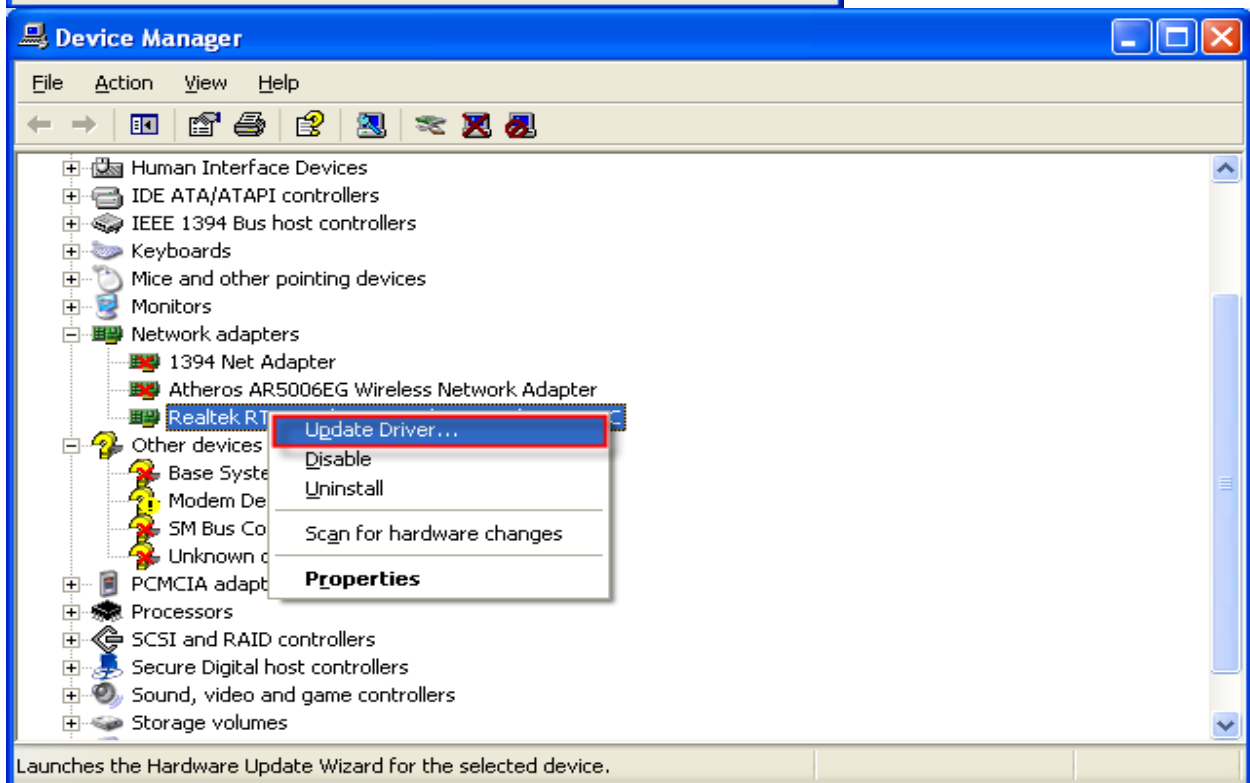 Device Manager
File Action View Help
Human Interface Devices
IDE ATA/ATAPI controllers
IEEE 1394 Bus host controllers
Keyboards
Mice and other pointing devices
Monitors
Network adapters
1394 Net Adapter
Atheros AR5006EG Wireless Network Adapter
Realtek RT
Update Driver...
Other devices
Disable
Base Syste
Uninstall
Modem De
SM Bus Co
Scan for hardware changes
Unknown
PCMCIA adapt
Properties
Processors
SCSI and RAID controllers
Secure Digital host controllers
Sound, video and game controllers
Storage volumes
Launches the Hardware Update Wizard for the selected device.